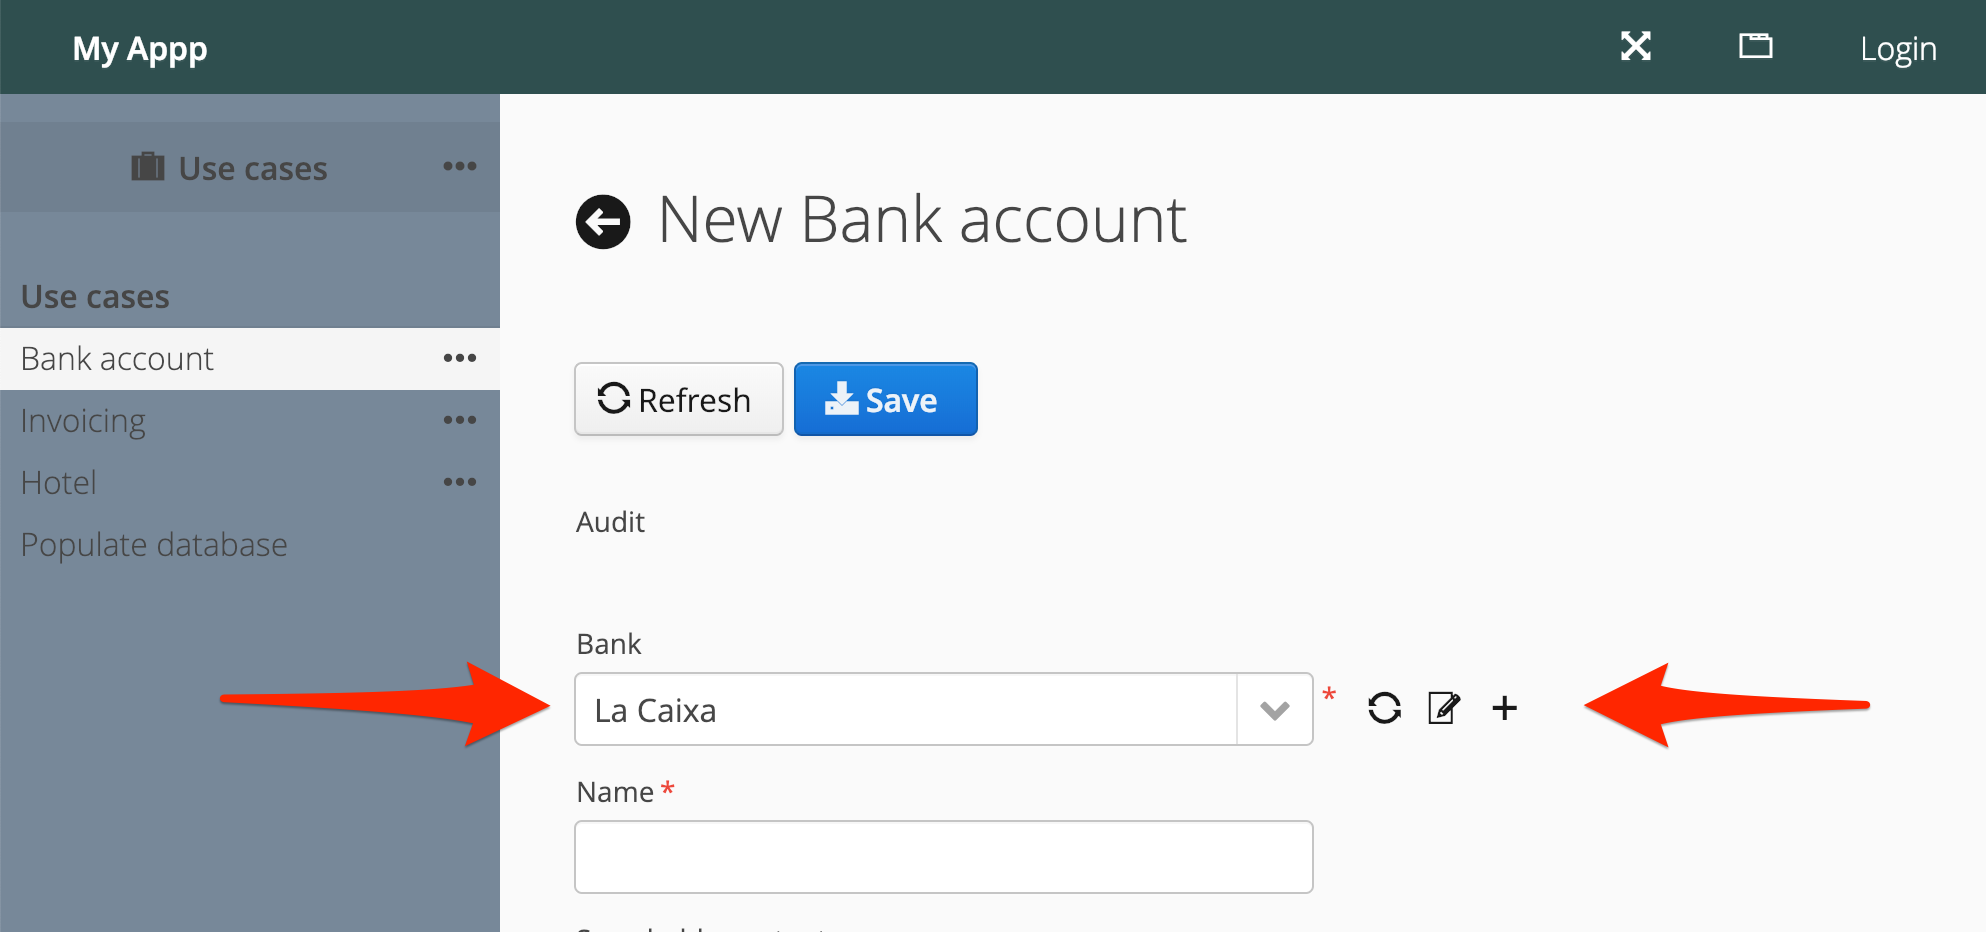 My Appp
Login
Use cases
Use cases
Bank account
Invoicing
Hotel
Populate database
New Bank account
Refresh
Save
Audit
Bank
La Caixa
*
Name *